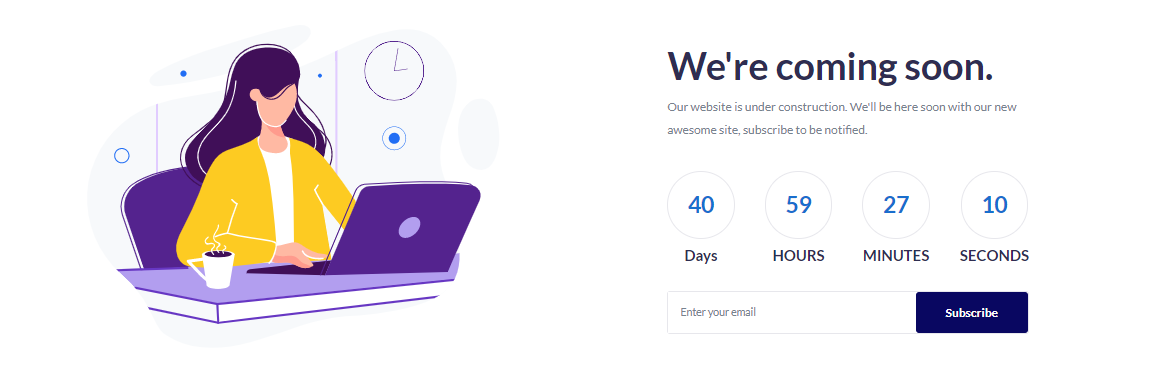 We're coming soon.
Our website is under construction. We'll be here soon with our new
awesome site, subscribe to be notified.
40 59 27 10
Days HOURS MINUTES SECONDS
Enter your email Subscribe